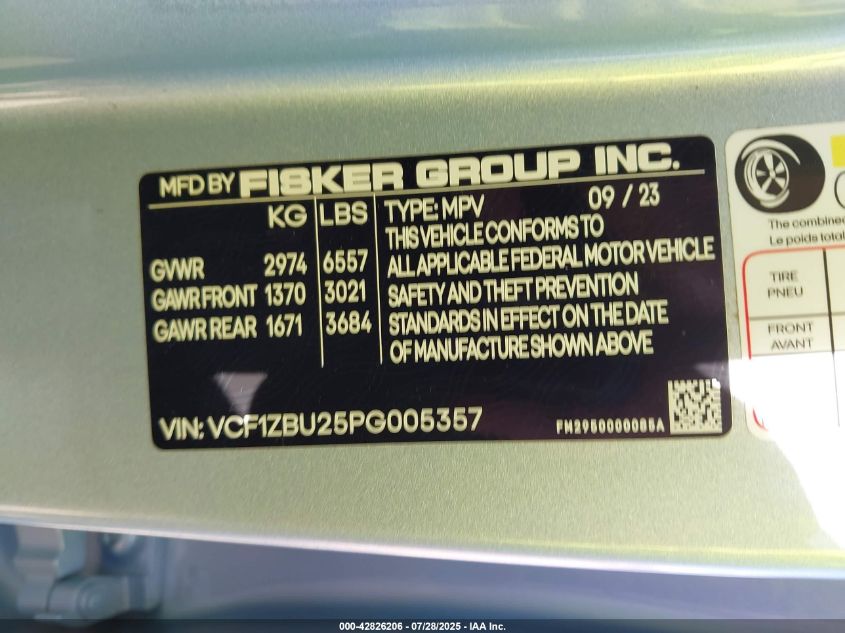 MFD BY FISKER GROUP INC.
KG LBS TYPE: MPV 09 / 23
THIS VEHICLE CONFORMS TO
GVWR 2974 6557 ALL APPLICABLE FEDERAL MOTOR VEHICLE
GAWR FRONT 1370 3021 SAFETY AND THEFT PREVENTION
GAWR REAR 1671 3684 STANDARDS IN EFFECT ON THE DATE
OF MANUFACTURE SHOWN ABOVE
VIN: VCF1ZBU25PG005357 FM2950000085A
The combined
Le poids total
TIRE
PNEU
FRONT
AVANT
000-42826206 - 07/28/2025 - IAA Inc.